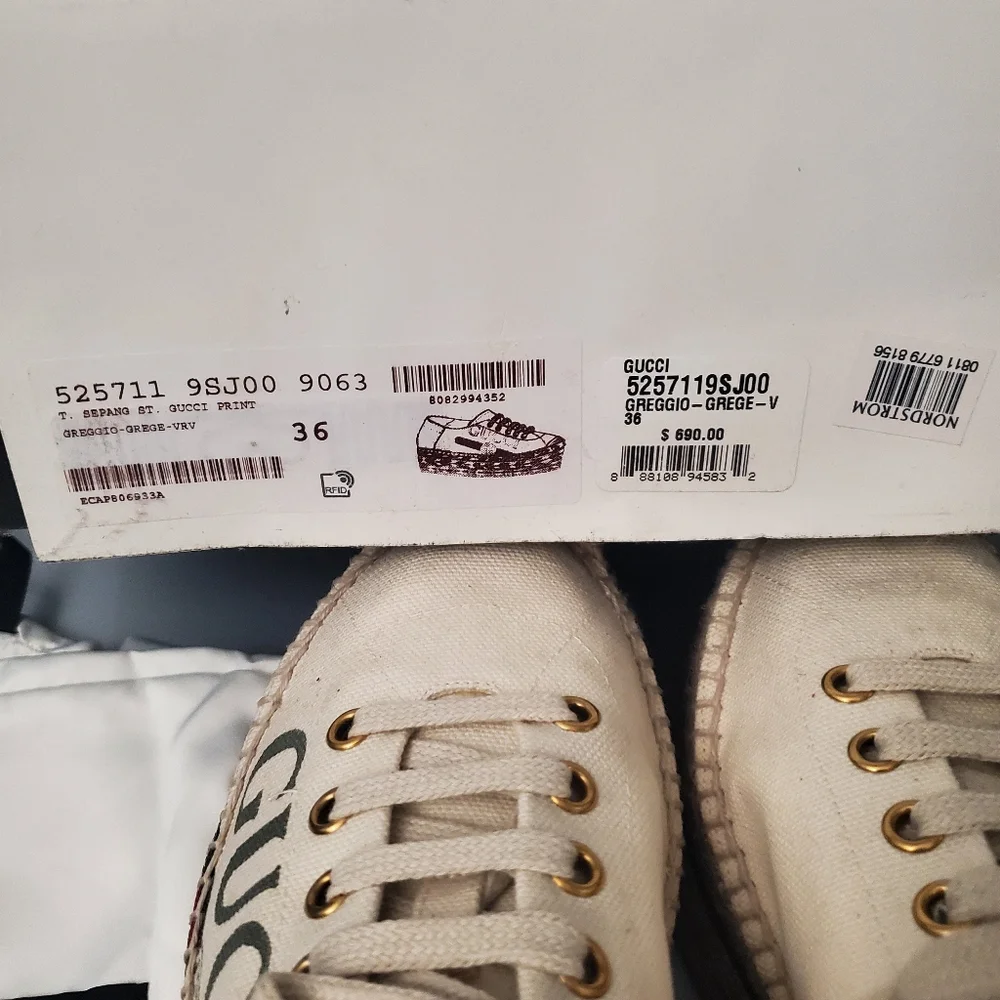 525711 9SJ00 9063
T. SEPANG ST. GUCCI PRINT
GREGGIO-GREGE-VRV
36
ECAP806933A
RFID
8082994352
GUCCI
5257119SJ00
GREGGIO-GREGE-V
36
$ 690.00
8 88108 94583 2
NORDSTROM
0811 6779 8156
GUCC